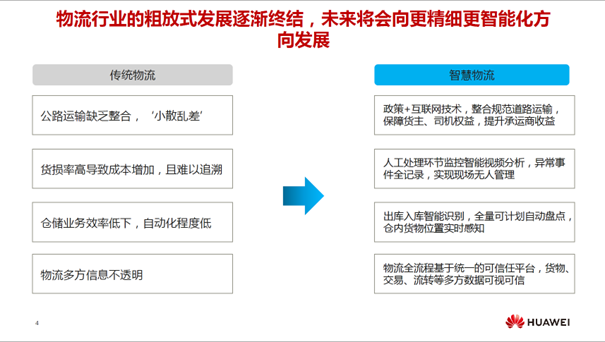 物流行业的粗放式发展逐渐终结，未来将会向更精细更智能化方
向发展
传统物流
公路运输缺乏整合，‘小散乱差’
货损率高导致成本增加，且难以追溯
仓储业务效率低下，自动化程度低
物流多方信息不透明
智慧物流
政策+互联网技术，整合规范道路运输，
保障货主、司机权益，提升承运商收益
人工处理环节监控智能视频分析，异常事
件全记录，实现现场无人管理
出库入库智能识别，全量可计划自动盘点，
仓内货物位置实时感知
物流全流程基于统一的可信任平台，货物、
交易、流转等多方数据可视可信
4
HUAWEI